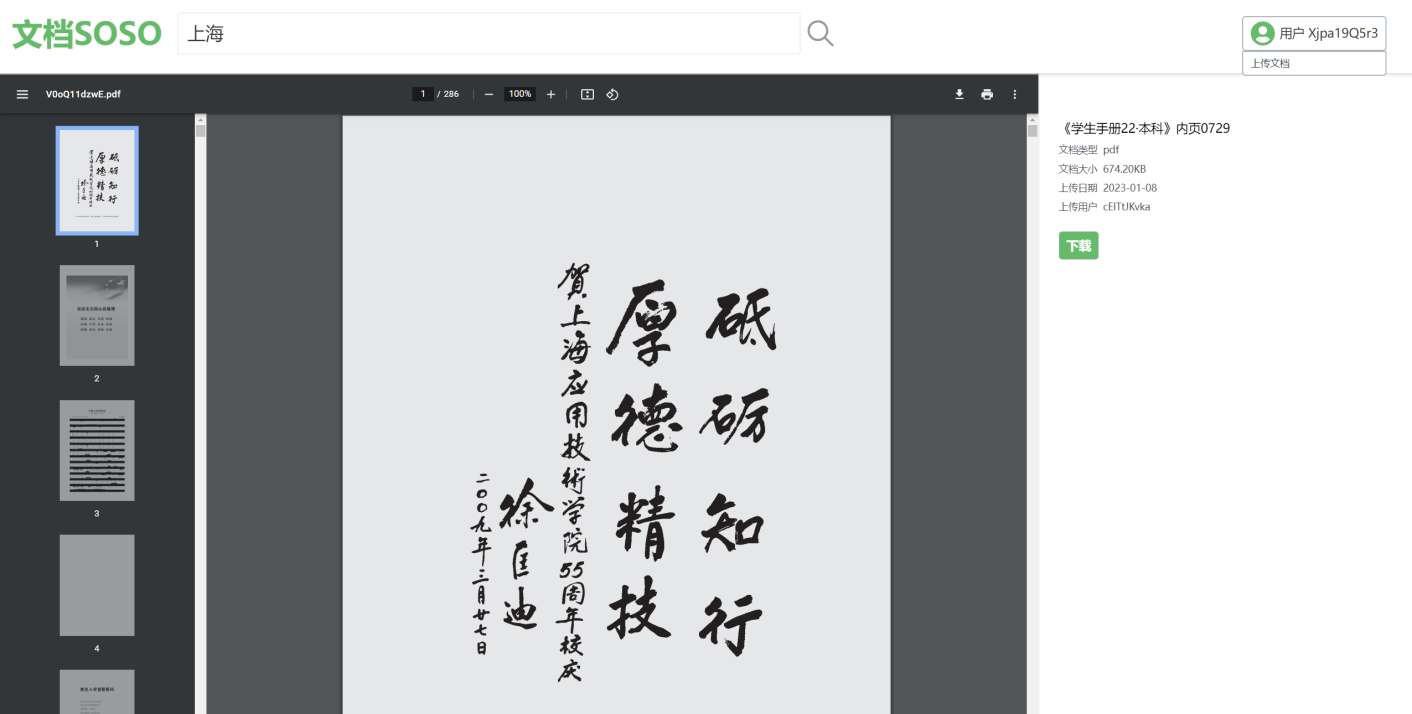 文档SOSO
上海
用户 Xjpa19Q5r3
上传文档
V0oQ11dzwE.pdf
1 / 286
100%
1
2
3
4
砥砺知行
厚德精技
賀上海应用技術学院55周年校庆
徐匡迪
二〇〇九年三月廿七日
《学生手册22·本科》内页0729
文档类型 pdf
文档大小 674.20KB
上传日期 2023-01-08
上传用户 cElTtJKvka
下载